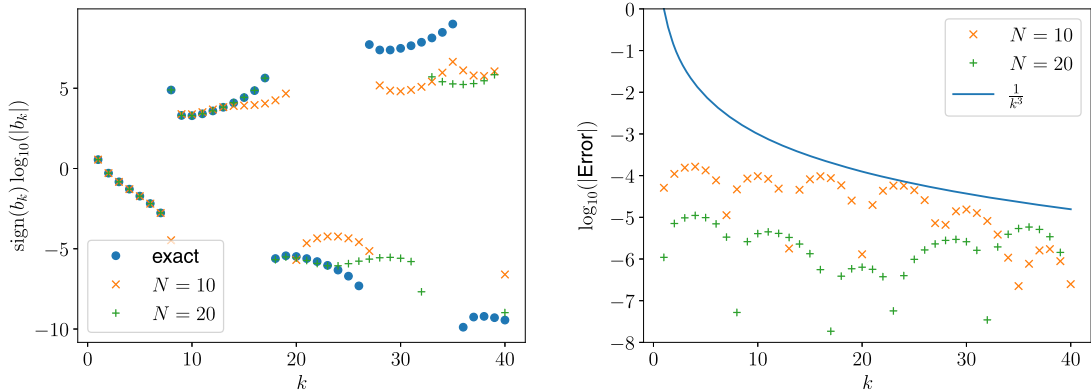 sign(b_k) log_10(|b_k|)
5
0
−5
−10
exact
N = 10
N = 20
0
10
20
30
40
k
log_10(|Error|)
0
−1
−2
−3
−4
−5
−6
−7
−8
N = 10
N = 20
1/k^3
0
10
20
30
40
k